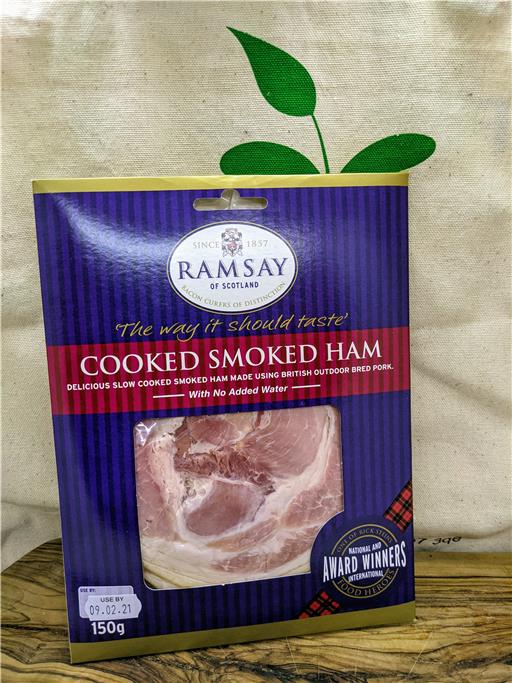 SINCE 1857
RAMSAY
OF SCOTLAND
BACON CURERS OF DISTINCTION
'The way it should taste'
COOKED SMOKED HAM
DELICIOUS SLOW COOKED SMOKED HAM MADE USING BRITISH OUTDOOR BRED PORK.
With No Added Water
ONE OF RICK STEIN'S
NATIONAL AND
AWARD WINNERS
INTERNATIONAL
FOOD HEROES
USE BY:
USE BY
09.02.21
150g